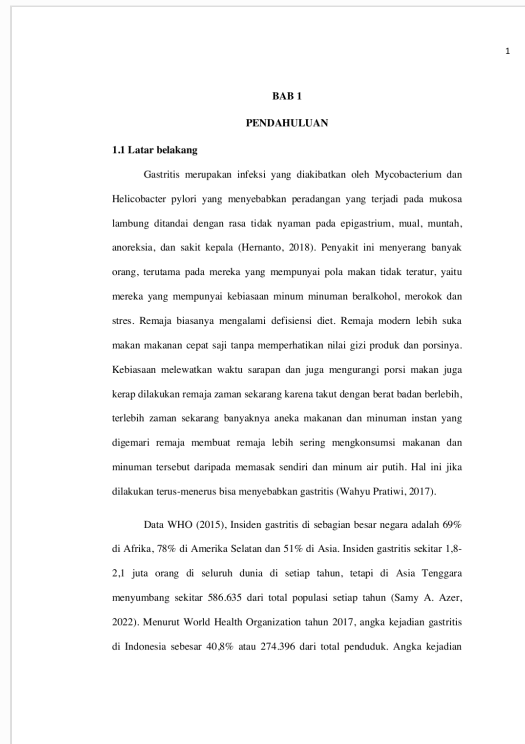 1
BAB 1
PENDAHULUAN
1.1 Latar belakang
Gastritis merupakan infeksi yang diakibatkan oleh Mycobacterium dan
Helicobacter pylori yang menyebabkan peradangan yang terjadi pada mukosa
lambung ditandai dengan rasa tidak nyaman pada epigastrium, mual, muntah,
anoreksia, dan sakit kepala (Hernanto, 2018). Penyakit ini menyerang banyak
orang, terutama pada mereka yang mempunyai pola makan tidak teratur, yaitu
mereka yang mempunyai kebiasaan minum minuman beralkohol, merokok dan
stres. Remaja biasanya mengalami defisiensi diet. Remaja modern lebih suka
makan makanan cepat saji tanpa memperhatikan nilai gizi produk dan porsinya.
Kebiasaan melewatkan waktu sarapan dan juga mengurangi porsi makan juga
kerap dilakukan remaja zaman sekarang karena takut dengan berat badan berlebih,
terlebih zaman sekarang banyaknya aneka makanan dan minuman instan yang
digemari remaja membuat remaja lebih sering mengkonsumsi makanan dan
minuman tersebut daripada memasak sendiri dan minum air putih. Hal ini jika
dilakukan terus-menerus bisa menyebabkan gastritis (Wahyu Pratiwi, 2017).
Data WHO (2015), Insiden gastritis di sebagian besar negara adalah 69%
di Afrika, 78% di Amerika Selatan dan 51% di Asia. Insiden gastritis sekitar 1,8-
2,1 juta orang di seluruh dunia di setiap tahun, tetapi di Asia Tenggara
menyumbang sekitar 586.635 dari total populasi setiap tahun (Samy A. Azer,
2022). Menurut World Health Organization tahun 2017, angka kejadian gastritis
di Indonesia sebesar 40,8% atau 274.396 dari total penduduk. Angka kejadian